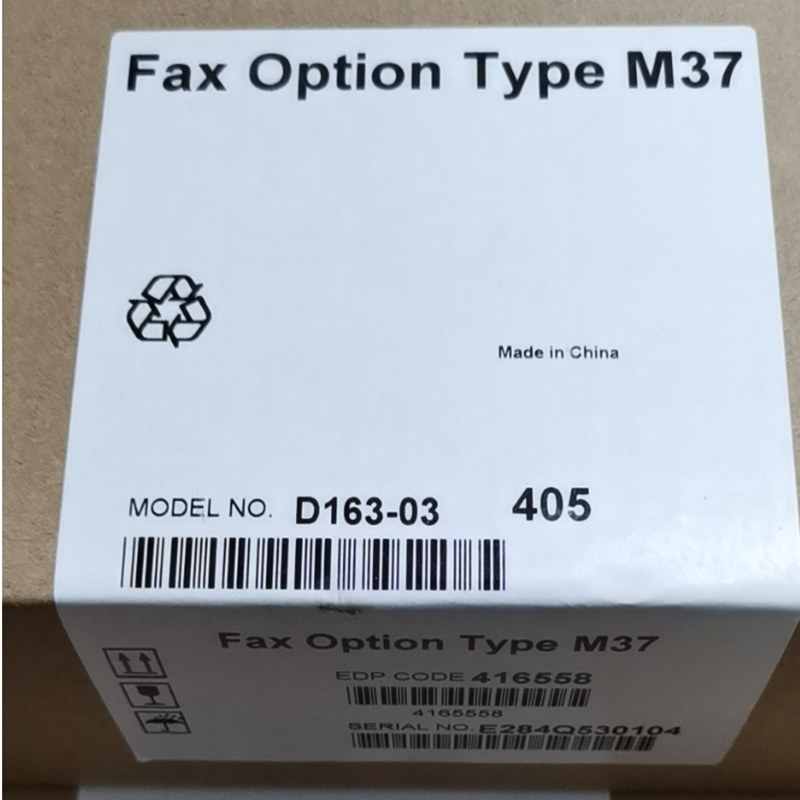 Fax Option Type M37
Made in China
MODEL NO. D163-03 405
Fax Option Type M37
EDP CODE 416558
4165558
SERIAL NO. E284Q530104